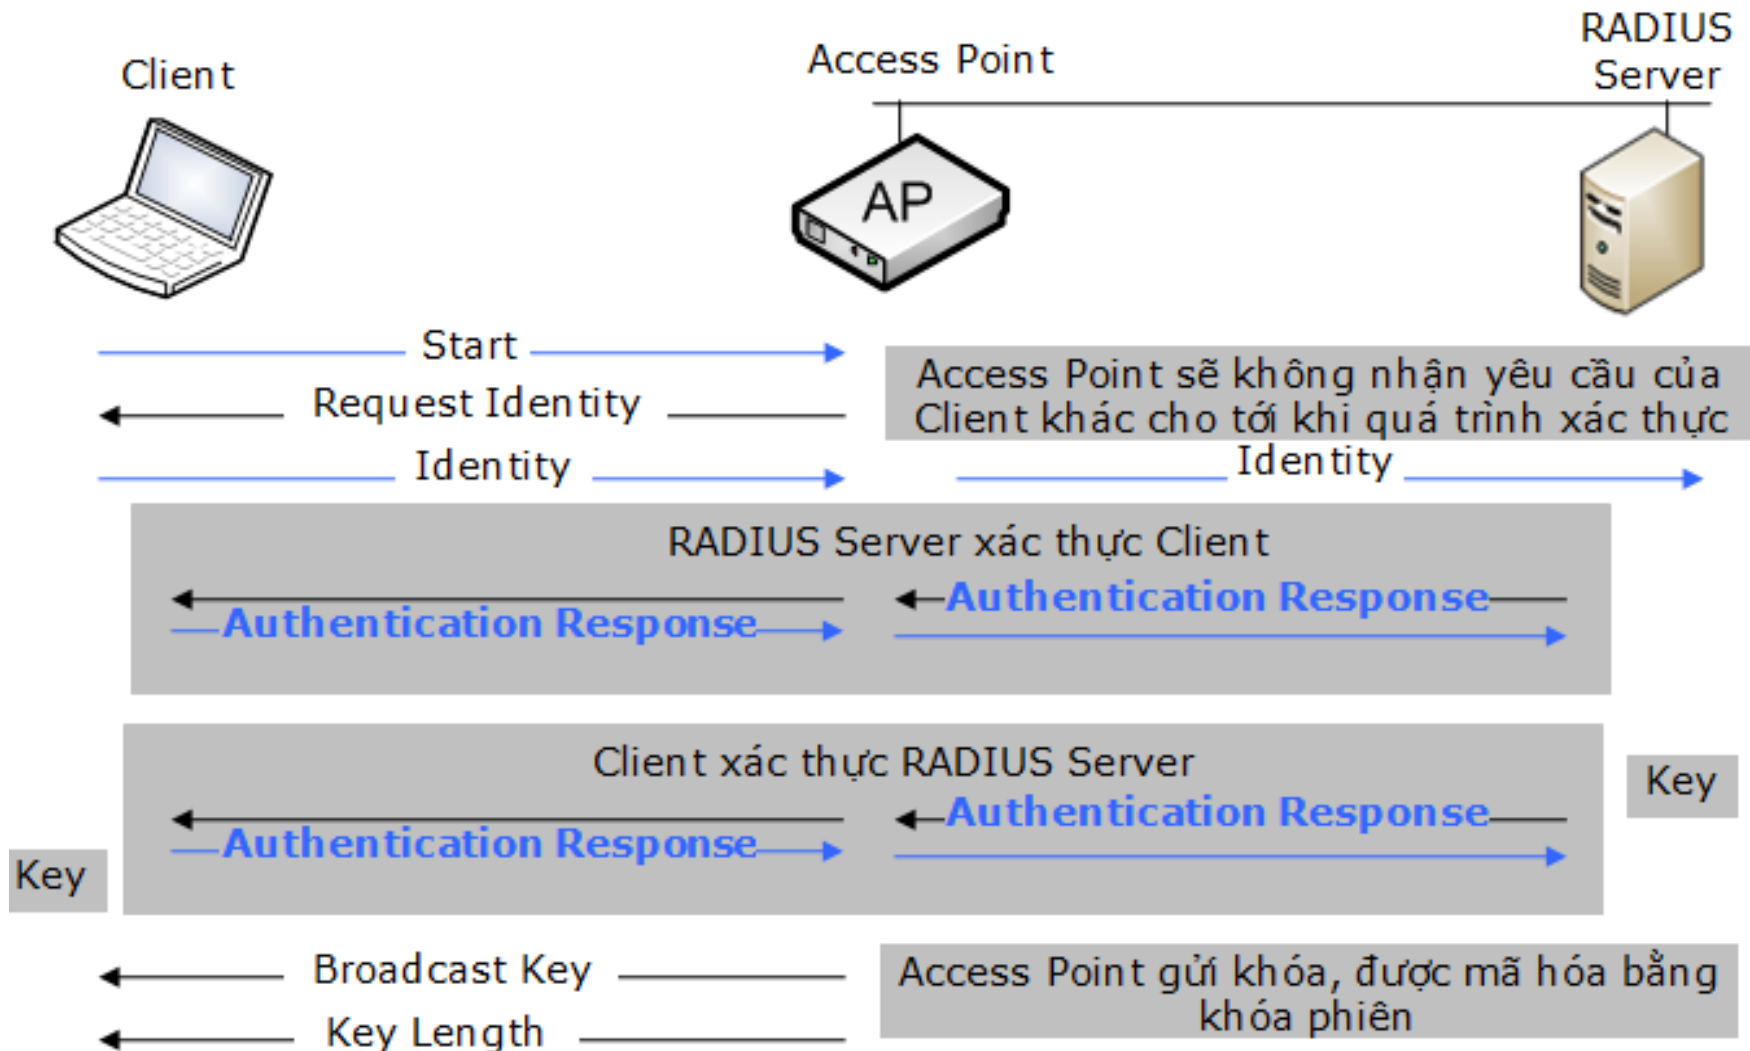 Client
Access Point
RADIUS
Server
AP
Start
Access Point sẽ không nhận yêu cầu của
Client khác cho tới khi quá trình xác thực
Request Identity
Identity
Identity
RADIUS Server xác thực Client
Authentication Response
Authentication Response
Client xác thực RADIUS Server
Key
Authentication Response
Authentication Response
Key
Broadcast Key
Access Point gửi khóa, được mã hóa bằng
khóa phiên
Key Length